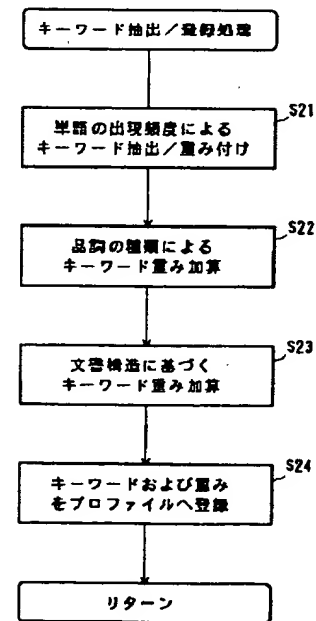 キーワード抽出／登録処理
S21
単語の出現頻度による
キーワード抽出／重み付け
S22
品詞の種類による
キーワード重み加算
S23
文書構造に基づく
キーワード重み加算
S24
キーワードおよび重み
をプロファイルへ登録
リターン